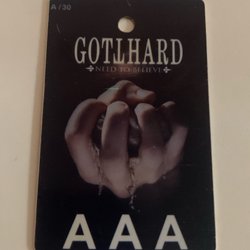 A / 30
GOTTHARD
NEED TO BELIEVE
AAA